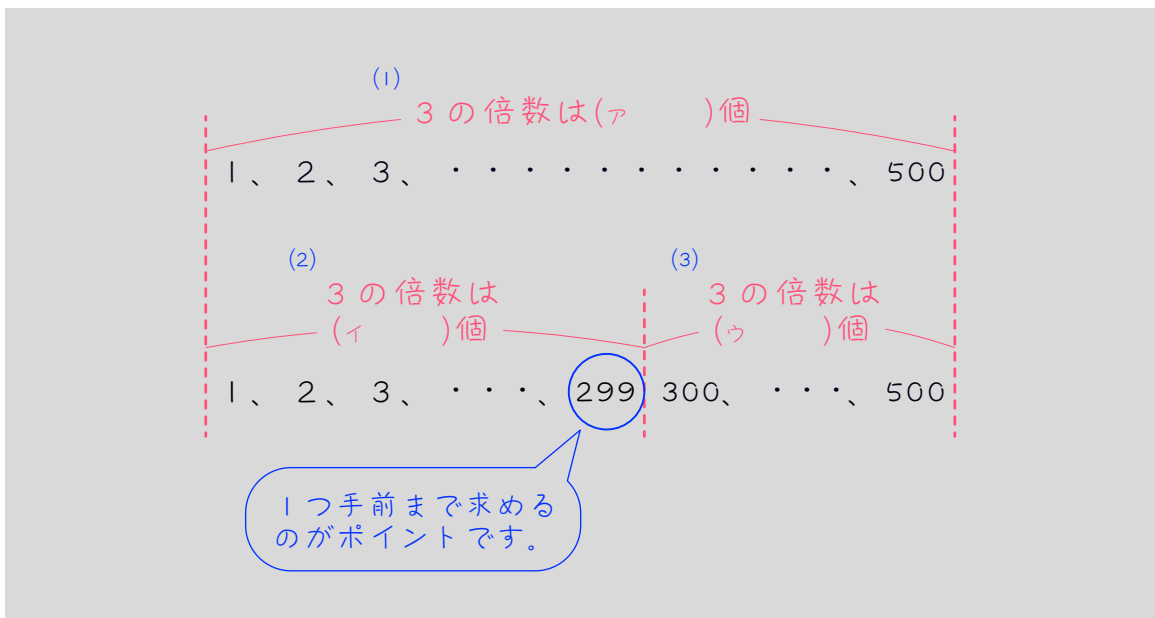 (1)
3の倍数は(ア　　)個
1、2、3、・・・・・・・・・・・、500
(2)
3の倍数は
(イ　　)個
(3)
3の倍数は
(ウ　　)個
1、2、3、・・・、299 300、・・・、500
1つ手前まで求める
のがポイントです。